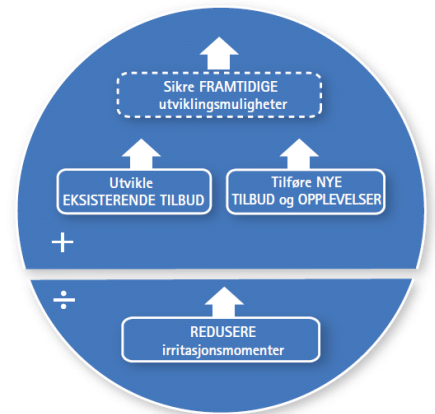 Sikre FRAMTIDIGE
utviklingsmuligheter
Utvikle
EKSISTERENDE TILBUD
Tilføre NYE
TILBUD og OPPLEVELSER
+
÷
REDUSERE
irritasjonsmomenter